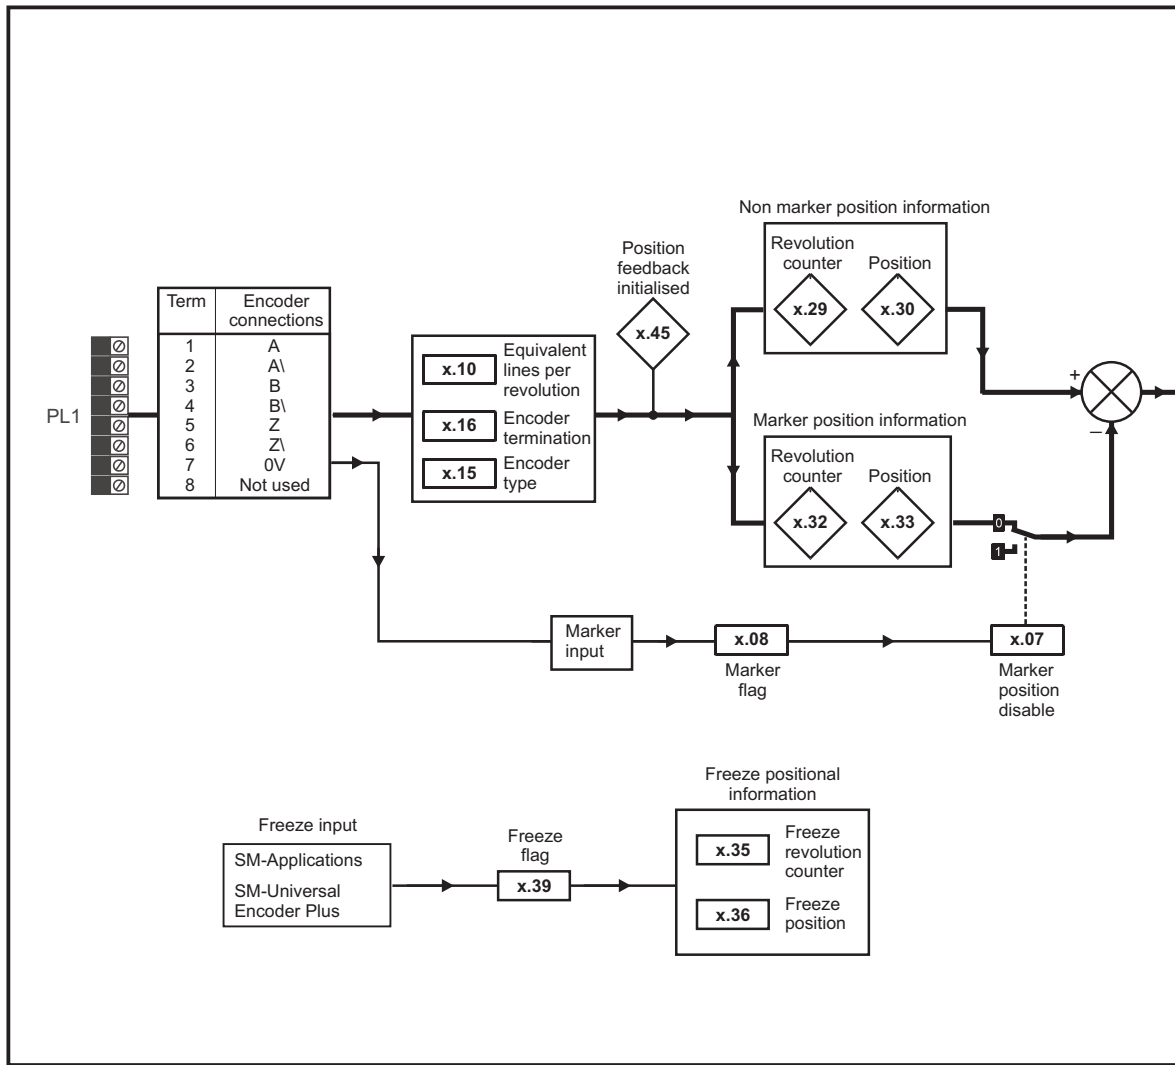 Non marker position information
Revolution
counter
Position
x.29
x.30
Position
feedback
initialised
x.45
Term
Encoder
connections
1 A
2 A\
3 B
4 B\
5 Z
6 Z\
7 0V
8 Not used
PL1
x.10
Equivalent
lines per
revolution
x.16
Encoder
termination
x.15
Encoder
type
+
–
Marker position information
Revolution
counter
Position
x.32
x.33
0
1
Marker
input
x.08
Marker
flag
x.07
Marker
position
disable
Freeze positional
information
Freeze input
SM-Applications
SM-Universal
Encoder Plus
Freeze
flag
x.39
x.35
Freeze
revolution
counter
x.36
Freeze
position